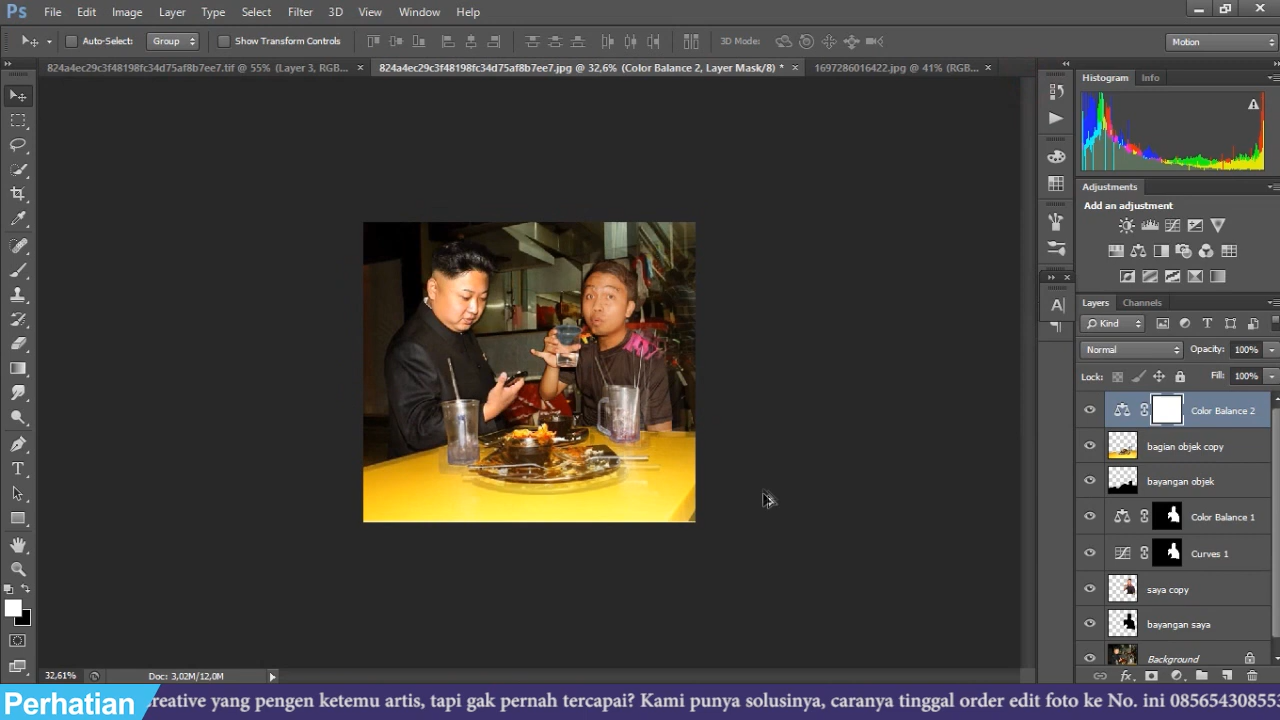 Ps File Edit Image Layer Type Select Filter 3D View Window Help
Auto-Select: Group Show Transform Controls 3D Mode: Motion
824a4ec29c3f48198fc34d75af8b7ee7.tif @ 55% (Layer 3, RGB... × 824a4ec29c3f48198fc34d75af8b7ee7.jpg @ 32,6% (Color Balance 2, Layer Mask/8) * × 1697286016422.jpg @ 41% (RGB... ×
Histogram Info
Adjustments
Add an adjustment
Layers Channels
Kind
Normal Opacity: 100%
Lock: Fill: 100%
Color Balance 2
bagian objek copy
bayangan objek
Color Balance 1
Curves 1
saya copy
bayangan saya
Background
32,61% Doc: 3,02M/12,0M
Perhatian creative yang pengen ketemu artis, tapi gak pernah tercapai? Kami punya solusinya, caranya tinggal order edit foto ke No. ini 085654308553